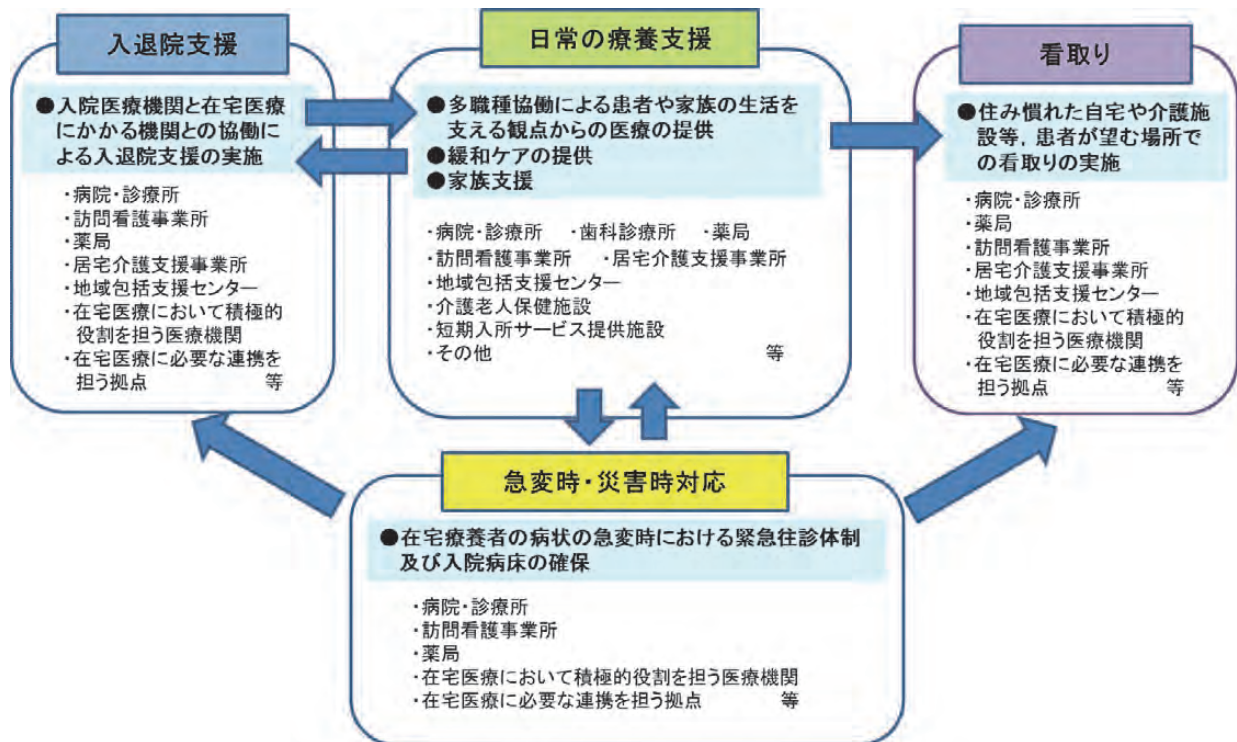 入退院支援
●入院医療機関と在宅医療
にかかる機関との協働に
よる入退院支援の実施
・病院・診療所
・訪問看護事業所
・薬局
・居宅介護支援事業所
・地域包括支援センター
・在宅医療において積極的
役割を担う医療機関
・在宅医療に必要な連携を
担う拠点 等
日常の療養支援
●多職種協働による患者や家族の生活を
支える観点からの医療の提供
●緩和ケアの提供
●家族支援
・病院・診療所 ・歯科診療所 ・薬局
・訪問看護事業所 ・居宅介護支援事業所
・地域包括支援センター
・介護老人保健施設
・短期入所サービス提供施設
・その他 等
看取り
●住み慣れた自宅や介護施
設等，患者が望む場所で
の看取りの実施
・病院・診療所
・薬局
・訪問看護事業所
・居宅介護支援事業所
・地域包括支援センター
・在宅医療において積極的
役割を担う医療機関
・在宅医療に必要な連携を
担う拠点 等
急変時・災害時対応
●在宅療養者の病状の急変時における緊急往診体制
及び入院病床の確保
・病院・診療所
・訪問看護事業所
・薬局
・在宅医療において積極的役割を担う医療機関
・在宅医療に必要な連携を担う拠点 等